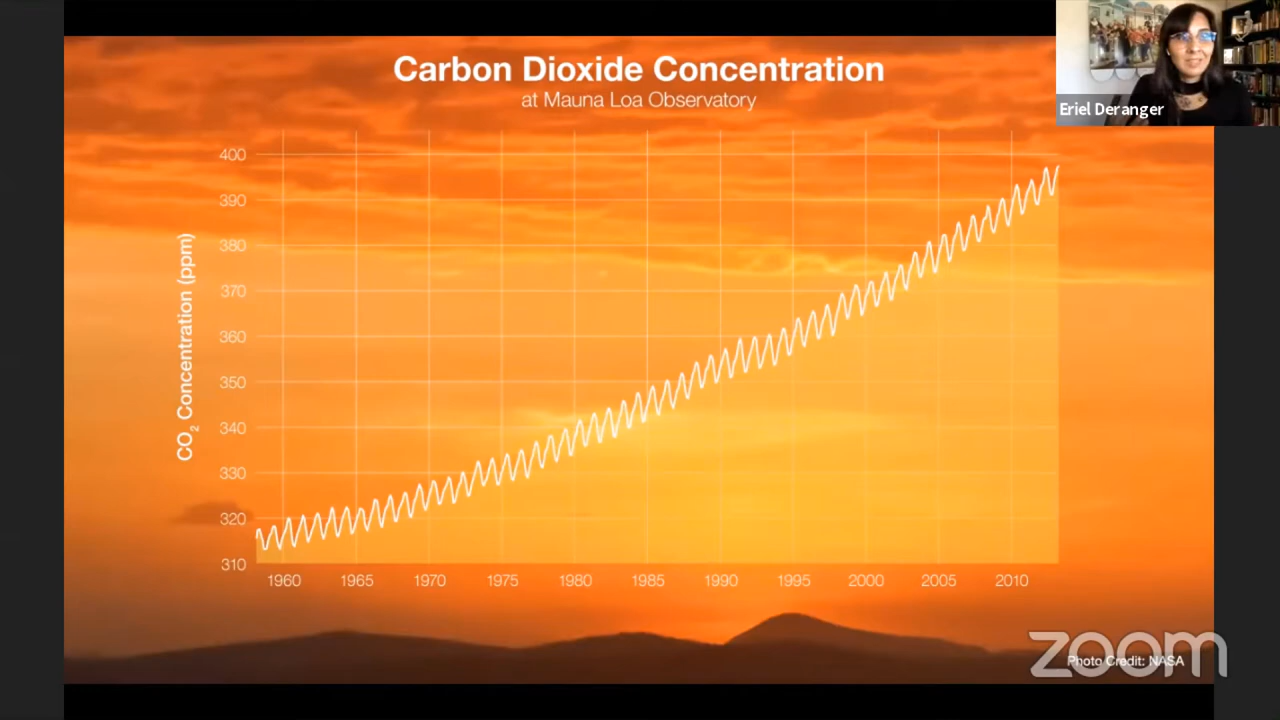 Carbon Dioxide Concentration
at Mauna Loa Observatory
Eriel Deranger
CO₂ Concentration (ppm)
400
390
380
370
360
350
340
330
320
310
1960 1965 1970 1975 1980 1985 1990 1995 2000 2005 2010
zoom
Photo Credit: NASA